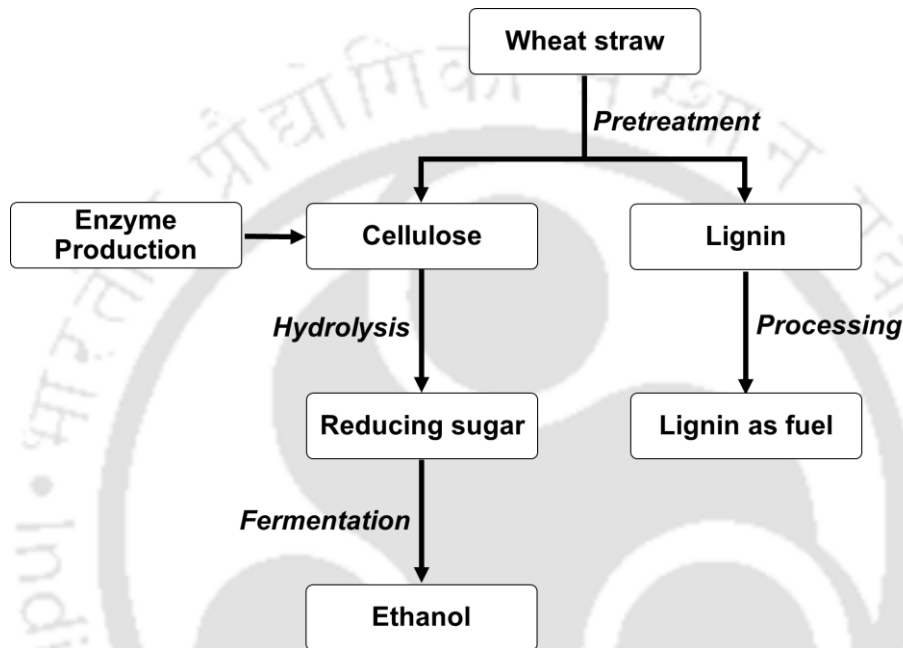 Wheat straw
Pretreatment
Enzyme
Production
Cellulose
Lignin
Hydrolysis
Processing
Reducing sugar
Lignin as fuel
Fermentation
Ethanol